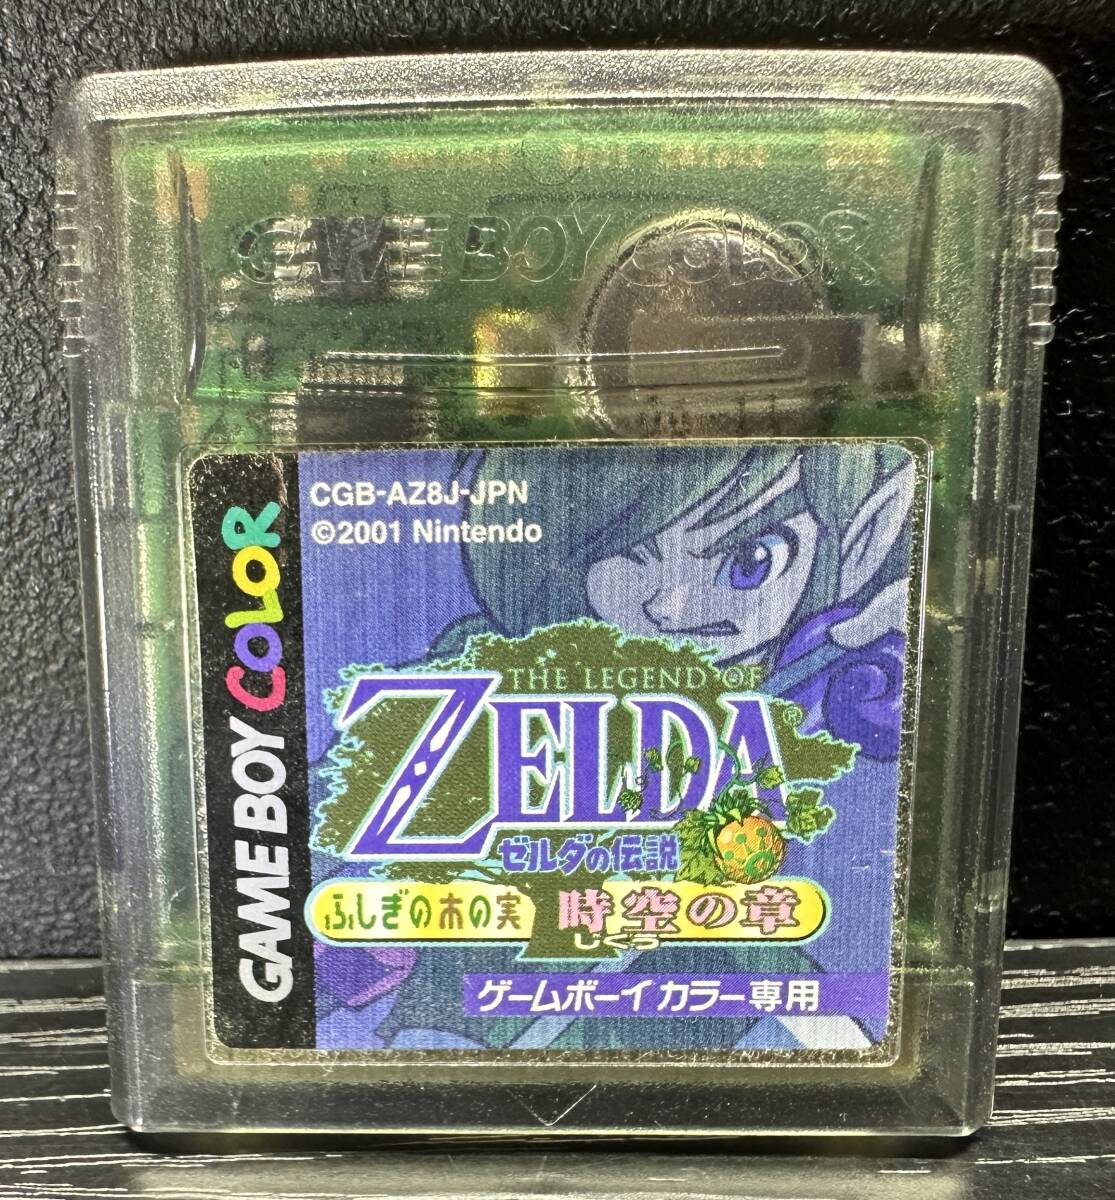 GAME BOY COLOR
GAME BOY COLOR
CGB-AZ8J-JPN
©2001 Nintendo
THE LEGEND OF
ZELDA®
ゼルダの伝説
ふしぎの木の実 時空の章
じくう
ゲームボーイカラー専用